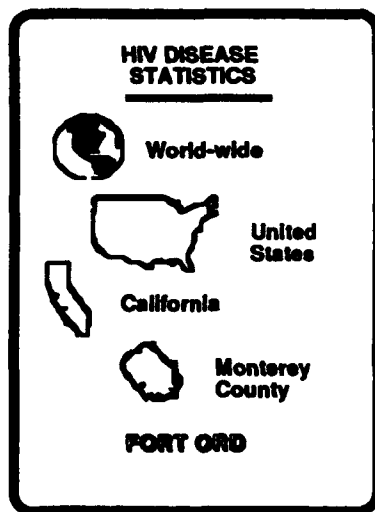 HIV DISEASE
STATISTICS
World-wide
United
States
California
Monterey
County
FORT ORD